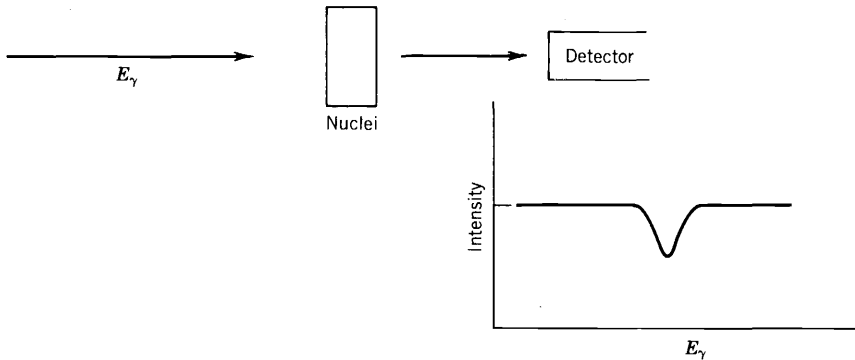 E_γ
Detector
Nuclei
Intensity
E_γ